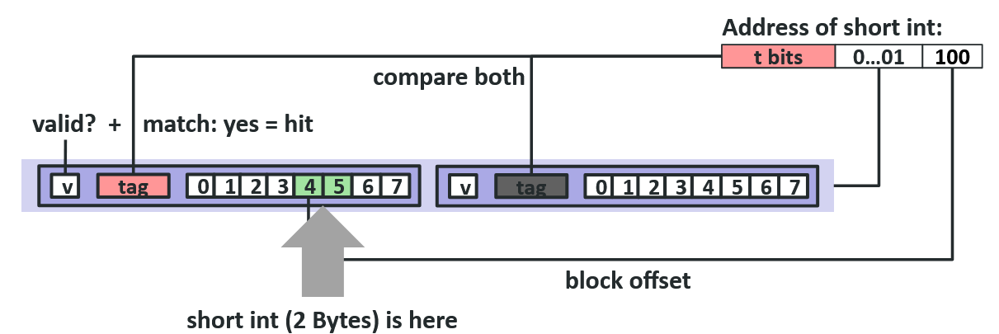 Address of short int:
t bits 0...01 100
compare both
valid? + match: yes = hit
v tag 0 1 2 3 4 5 6 7 v tag 0 1 2 3 4 5 6 7
block offset
short int (2 Bytes) is here